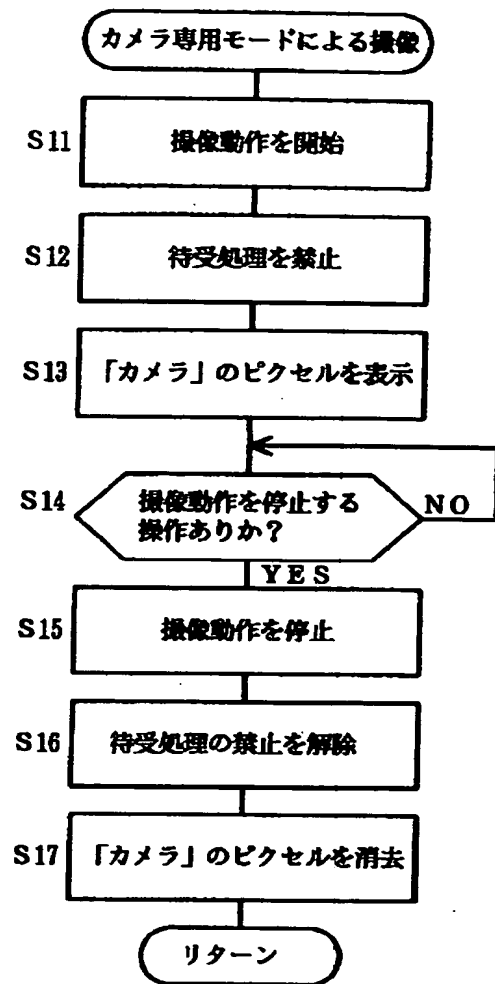 カメラ専用モードによる撮像
S11
撮像動作を開始
S12
待受処理を禁止
S13
「カメラ」のピクセルを表示
S14
撮像動作を停止する
操作ありか?
NO
YES
S15
撮像動作を停止
S16
待受処理の禁止を解除
S17
「カメラ」のピクセルを消去
リターン